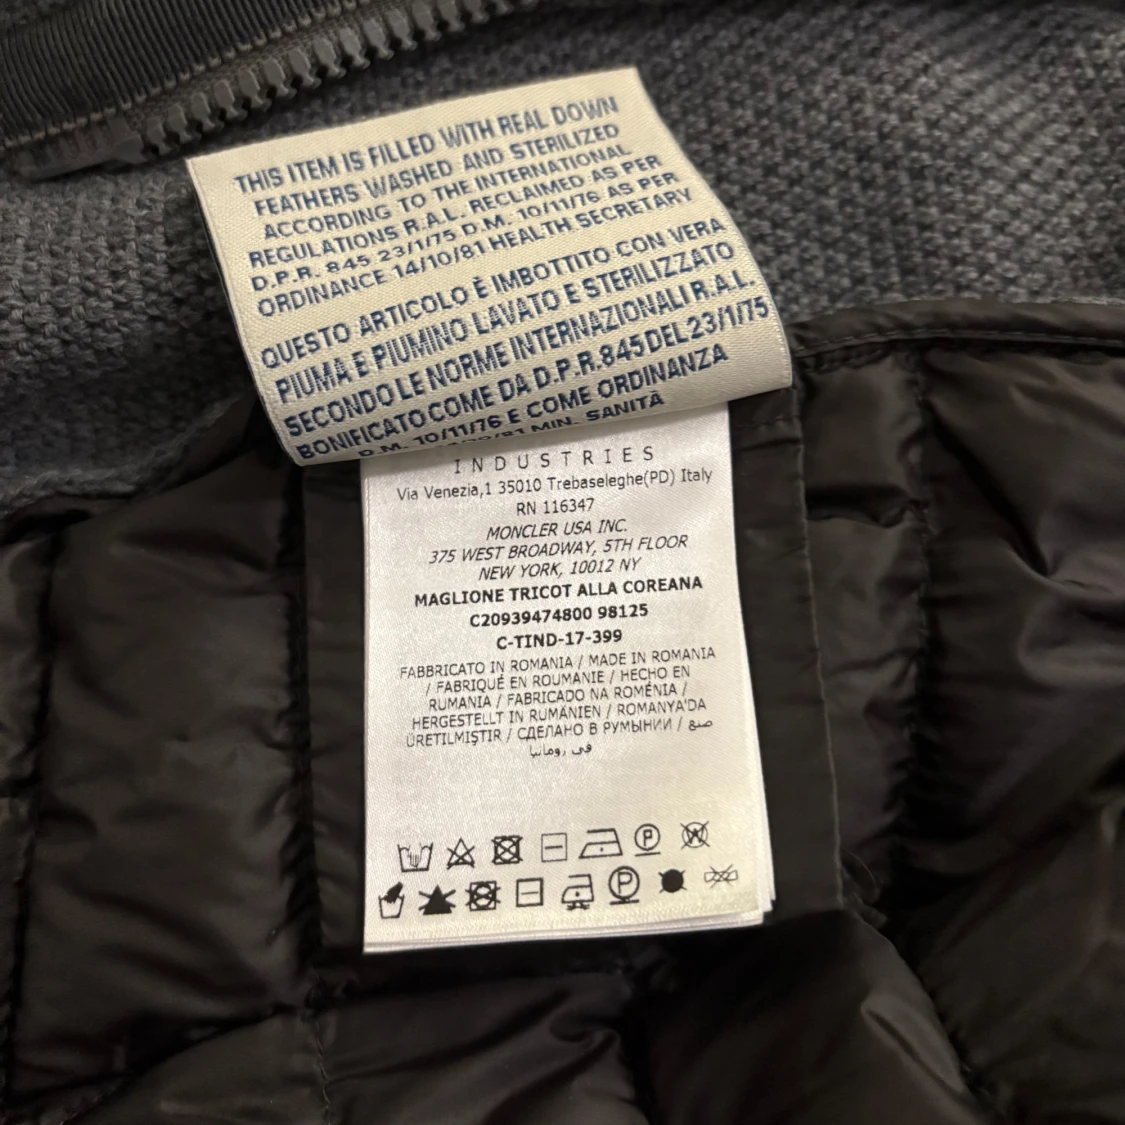 THIS ITEM IS FILLED WITH REAL DOWN
FEATHERS WASHED AND STERILIZED
ACCORDING TO THE INTERNATIONAL
REGULATIONS R.A.L. RECLAIMED AS PER
D.P.R. 845 23/1/75 D.M. 10/11/76 AS PER
ORDINANCE 14/10/81 HEALTH SECRETARY
QUESTO ARTICOLO È IMBOTTITO CON VERA
PIUMA E PIUMINO LAVATO E STERILIZZATO
SECONDO LE NORME INTERNAZIONALI R.A.L.
BONIFICATO COME DA D.P.R. 845 DEL 23/1/75
D.M. 10/11/76 E COME ORDINANZA
MIN. SANITÀ
INDUSTRIES
Via Venezia,1 35010 Trebaseleghe(PD) Italy
RN 116347
MONCLER USA INC.
375 WEST BROADWAY, 5TH FLOOR
NEW YORK, 10012 NY
MAGLIONE TRICOT ALLA COREANA
C20939474800 98125
C-TIND-17-399
FABBRICATO IN ROMANIA / MADE IN ROMANIA
/ FABRIQUÉ EN ROUMANIE / HECHO EN
RUMANIA / FABRICADO NA ROMÉNIA /
HERGESTELLT IN RUMÄNIEN / ROMANYA'DA
ÜRETILMIŞTIR / СДЕЛАНО В РУМЫНИИ / صنع
في رومانيا
P W
P